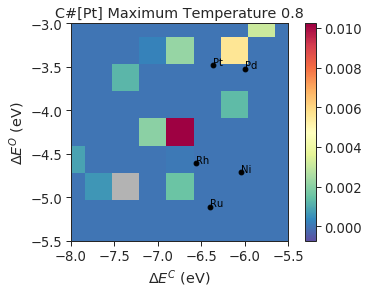 C#[Pt] Maximum Temperature 0.8
−3.0
−3.5
−4.0
−4.5
−5.0
−5.5
ΔE^O (eV)
Pt
Pd
Rh
Ni
Ru
−8.0 −7.5 −7.0 −6.5 −6.0 −5.5
ΔE^C (eV)
0.010
0.008
0.006
0.004
0.002
0.000